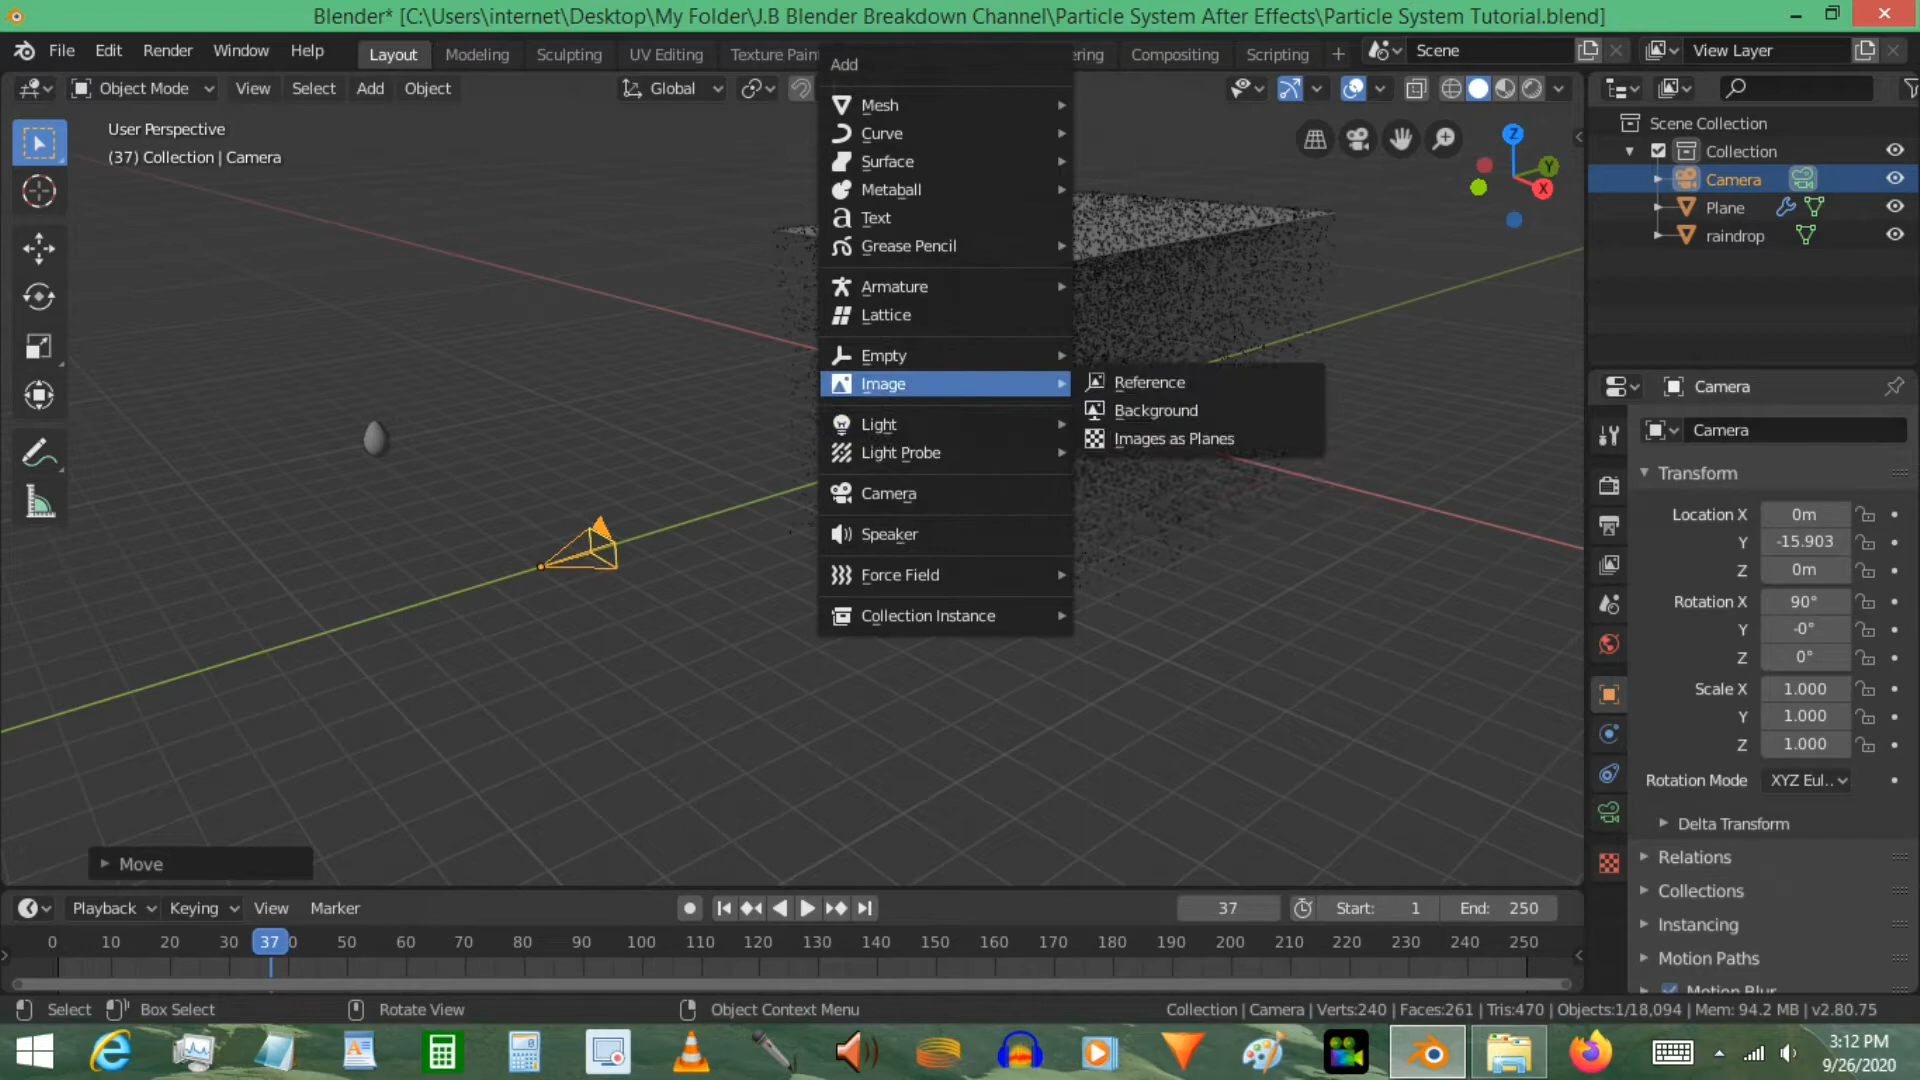 Blender* [C:\Users\internet\Desktop\My Folder\J.B Blender Breakdown Channel\Particle System After Effects\Particle System Tutorial.blend]
File Edit Render Window Help
Layout Modeling Sculpting UV Editing Texture Pain ering Compositing Scripting +
Scene
View Layer
Object Mode View Select Add Object
Global
User Perspective
(37) Collection | Camera
Add
Mesh
Curve
Surface
Metaball
Text
Grease Pencil
Armature
Lattice
Empty
Image
Light
Light Probe
Camera
Speaker
Force Field
Collection Instance
Reference
Background
Images as Planes
Z
Y
X
Scene Collection
Collection
Camera
Plane
raindrop
Camera
Camera
Transform
Location X 0m
Y -15.903
Z 0m
Rotation X 90°
Y -0°
Z 0°
Scale X 1.000
Y 1.000
Z 1.000
Rotation Mode XYZ Eul..
Delta Transform
Relations
Collections
Instancing
Motion Paths
Motion Blur
Move
Playback Keying View Marker
37 Start: 1 End: 250
0 10 20 30 37 0 50 60 70 80 90 100 110 120 130 140 150 160 170 180 190 200 210 220 230 240 250
Select Box Select Rotate View Object Context Menu
Collection | Camera | Verts:240 | Faces:261 | Tris:470 | Objects:1/18,094 | Mem: 94.2 MB | v2.80.75
3:12 PM
9/26/2020